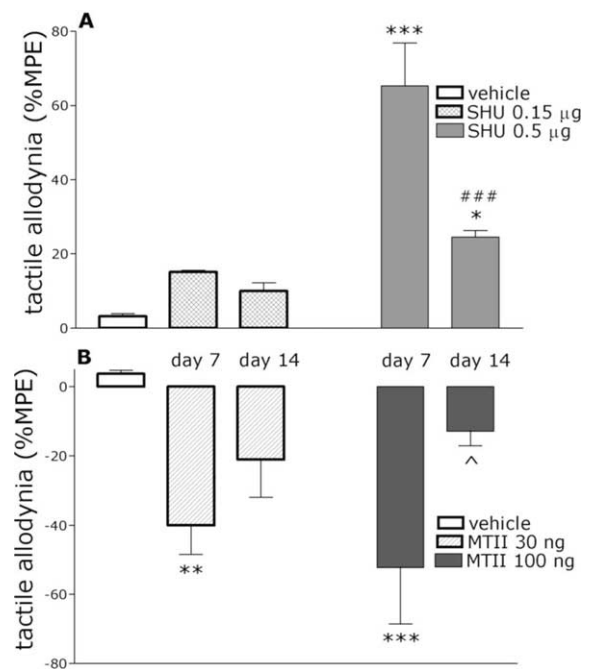 A
tactile allodynia (%MPE)
80
60
40
20
0
***
vehicle
SHU 0.15 µg
SHU 0.5 µg
###
*
B
day 7
day 14
day 7
day 14
tactile allodynia (%MPE)
0
-20
-40
-60
-80
**
***
^
vehicle
MTII 30 ng
MTII 100 ng